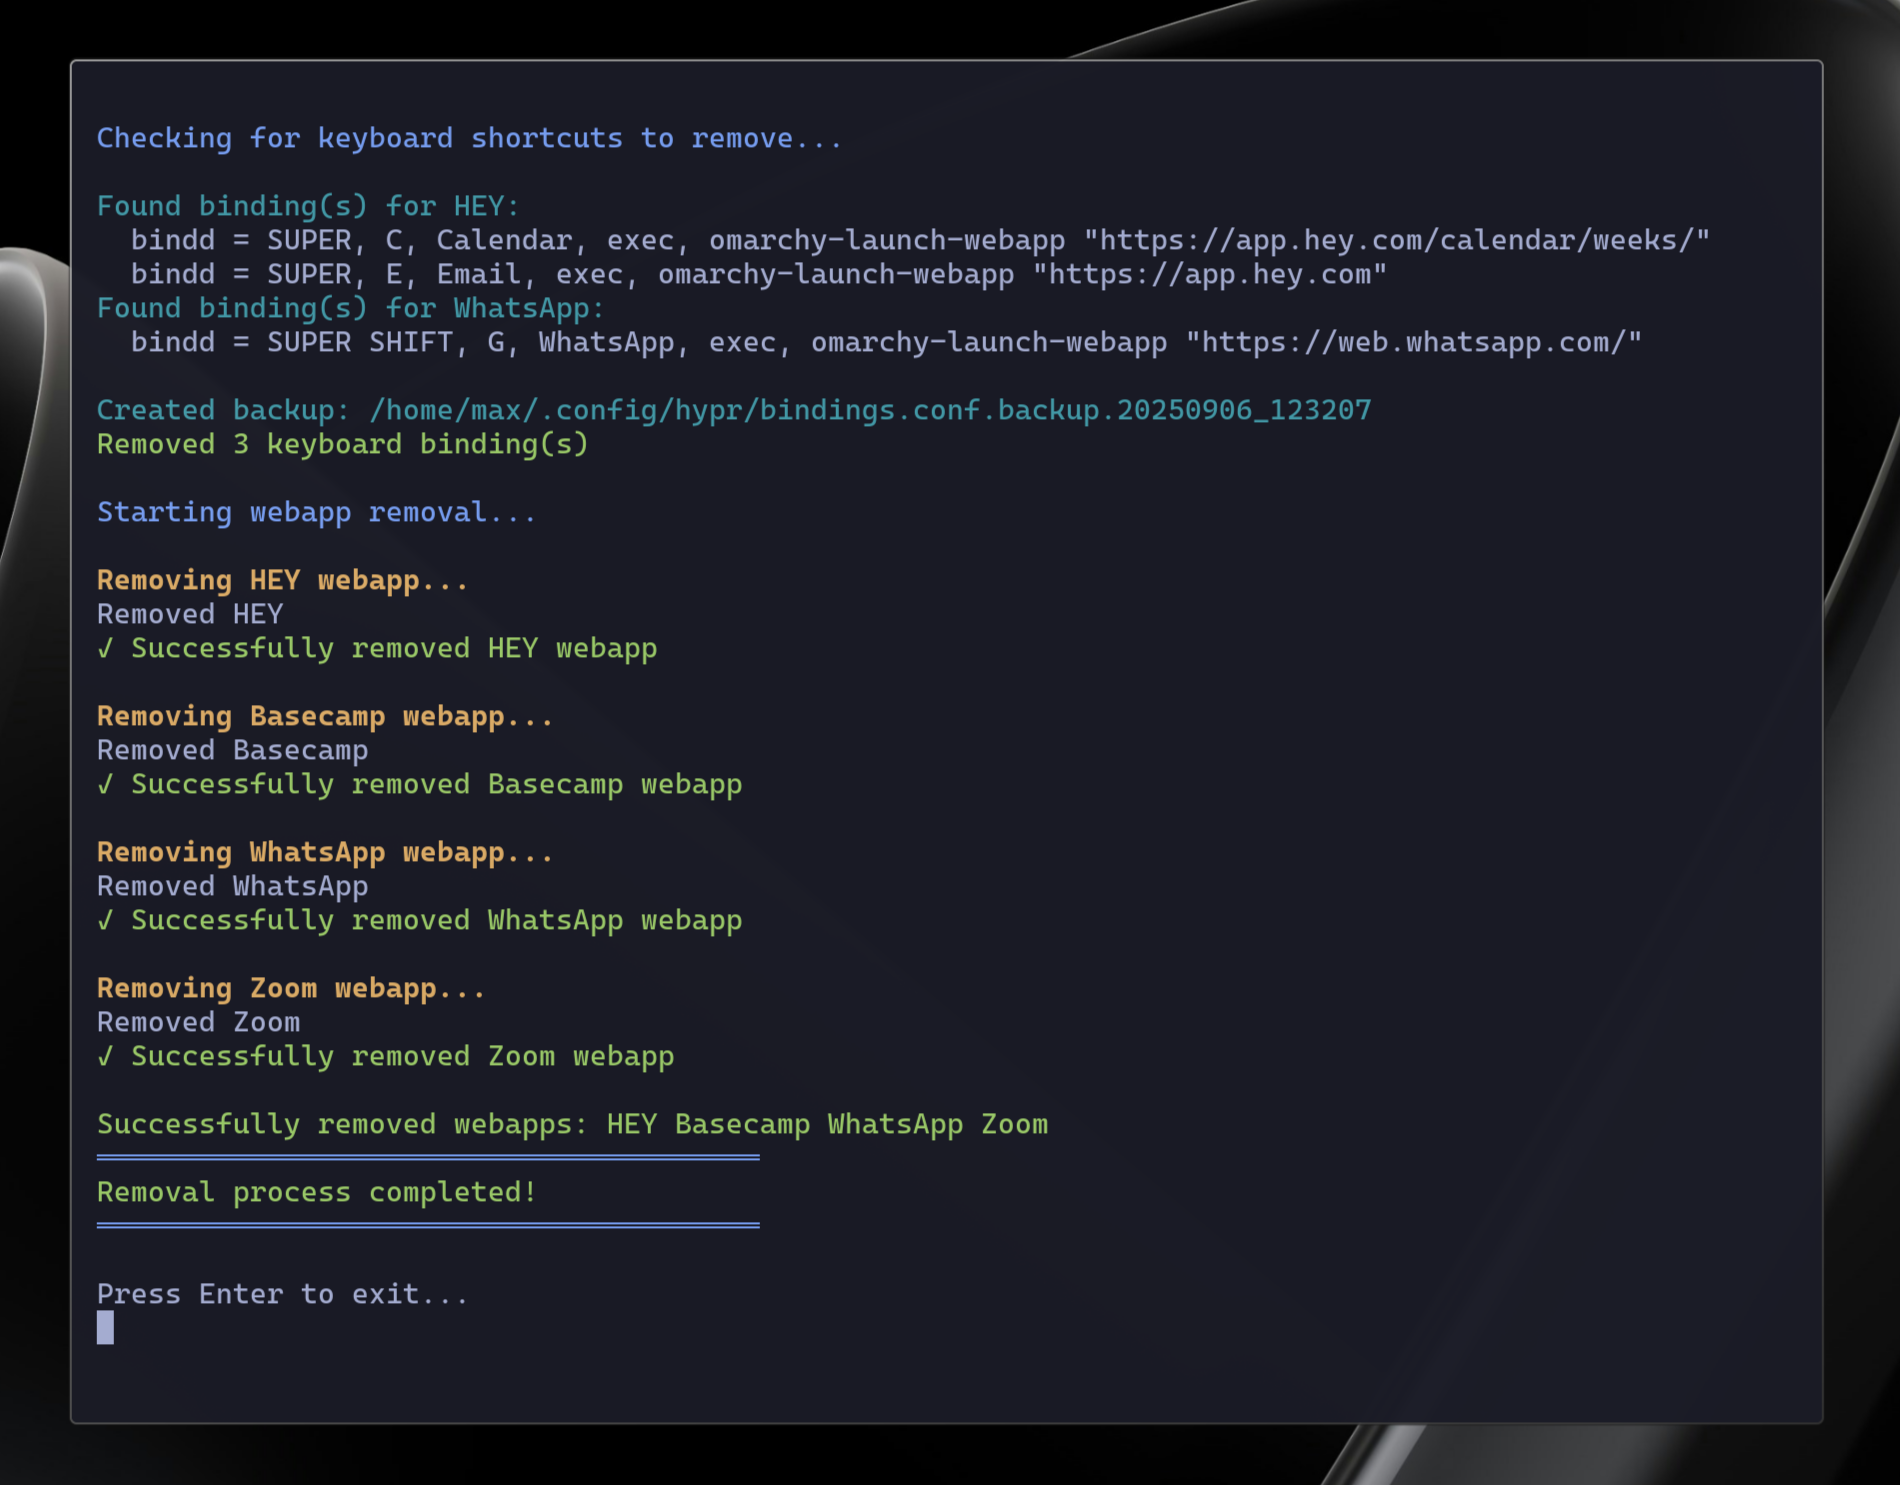 Checking for keyboard shortcuts to remove...
Found binding(s) for HEY:
bindd = SUPER, C, Calendar, exec, omarchy-launch-webapp "https://app.hey.com/calendar/weeks/"
bindd = SUPER, E, Email, exec, omarchy-launch-webapp "https://app.hey.com"
Found binding(s) for WhatsApp:
bindd = SUPER SHIFT, G, WhatsApp, exec, omarchy-launch-webapp "https://web.whatsapp.com/"
Created backup: /home/max/.config/hypr/bindings.conf.backup.20250906_123207
Removed 3 keyboard binding(s)
Starting webapp removal...
Removing HEY webapp...
Removed HEY
✓ Successfully removed HEY webapp
Removing Basecamp webapp...
Removed Basecamp
✓ Successfully removed Basecamp webapp
Removing WhatsApp webapp...
Removed WhatsApp
✓ Successfully removed WhatsApp webapp
Removing Zoom webapp...
Removed Zoom
✓ Successfully removed Zoom webapp
Successfully removed webapps: HEY Basecamp WhatsApp Zoom
Removal process completed!
Press Enter to exit...